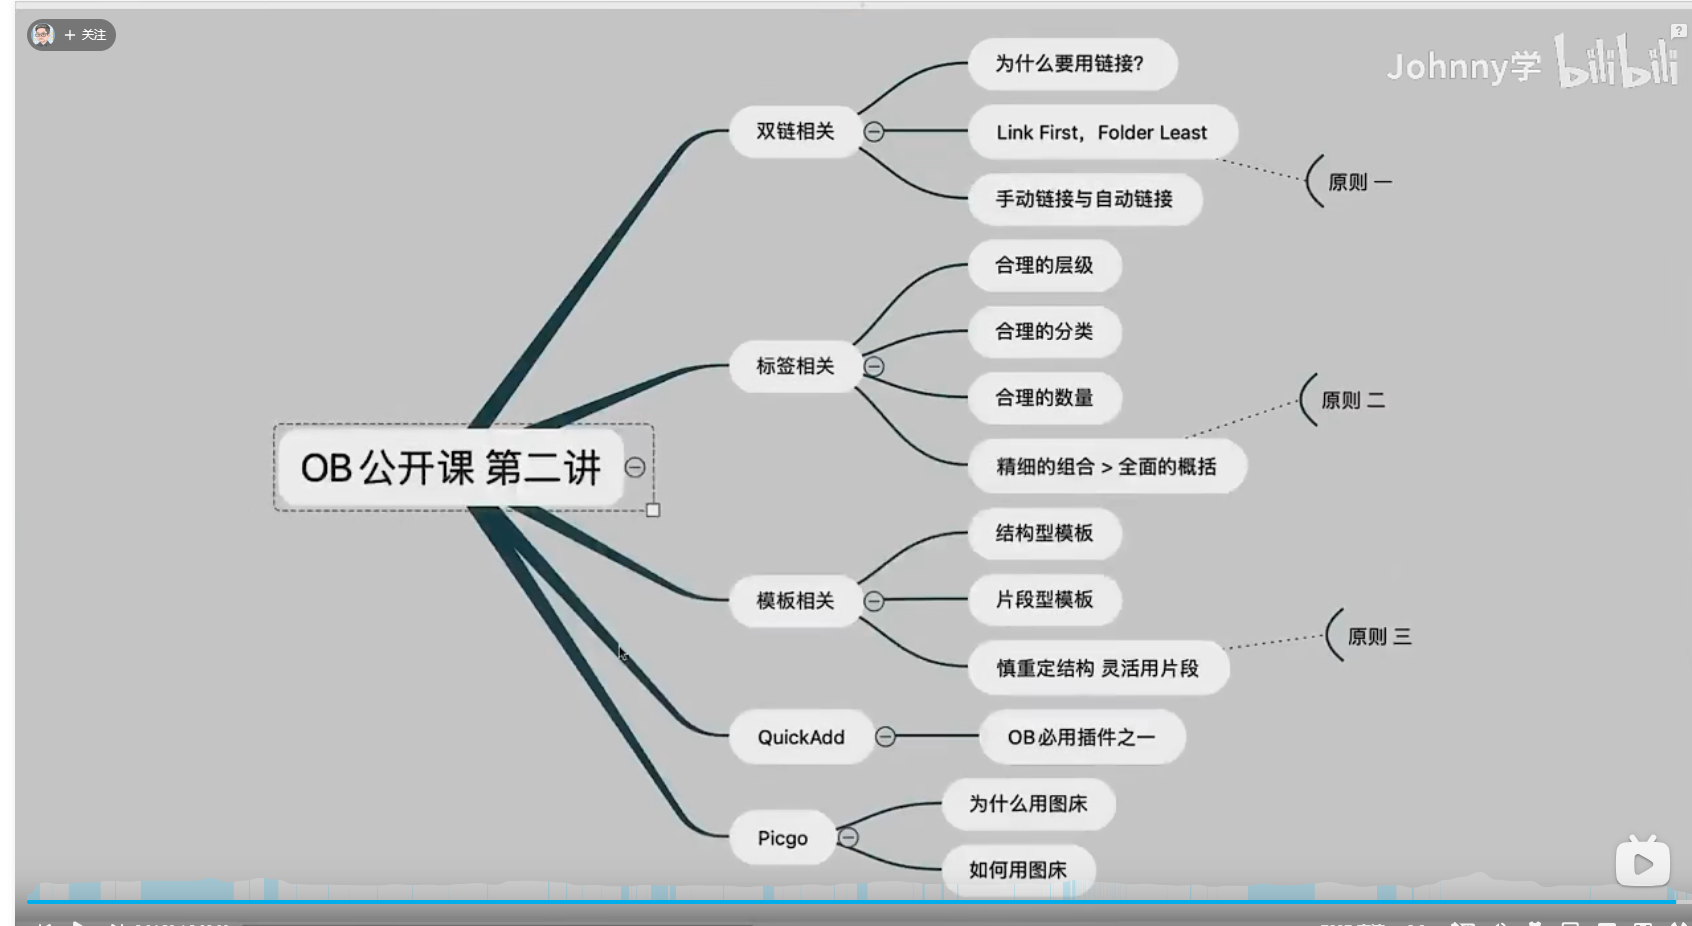 + 关注
Johnny学 bilibili
OB公开课 第二讲
双链相关
为什么要用链接?
Link First，Folder Least
原则 一
手动链接与自动链接
标签相关
合理的层级
合理的分类
合理的数量
精细的组合 > 全面的概括
原则 二
模板相关
结构型模板
片段型模板
慎重定结构 灵活用片段
原则 三
QuickAdd
OB必用插件之一
Picgo
为什么用图床
如何用图床